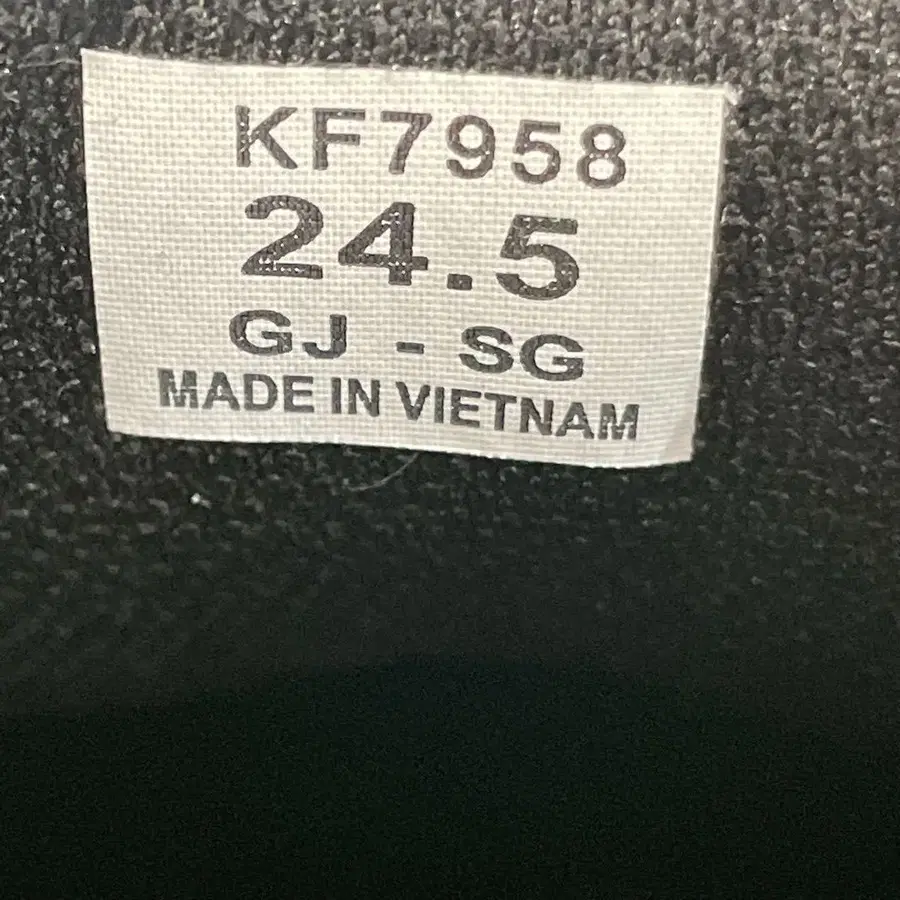 KF7958
24.5
GJ - SG
MADE IN VIETNAM